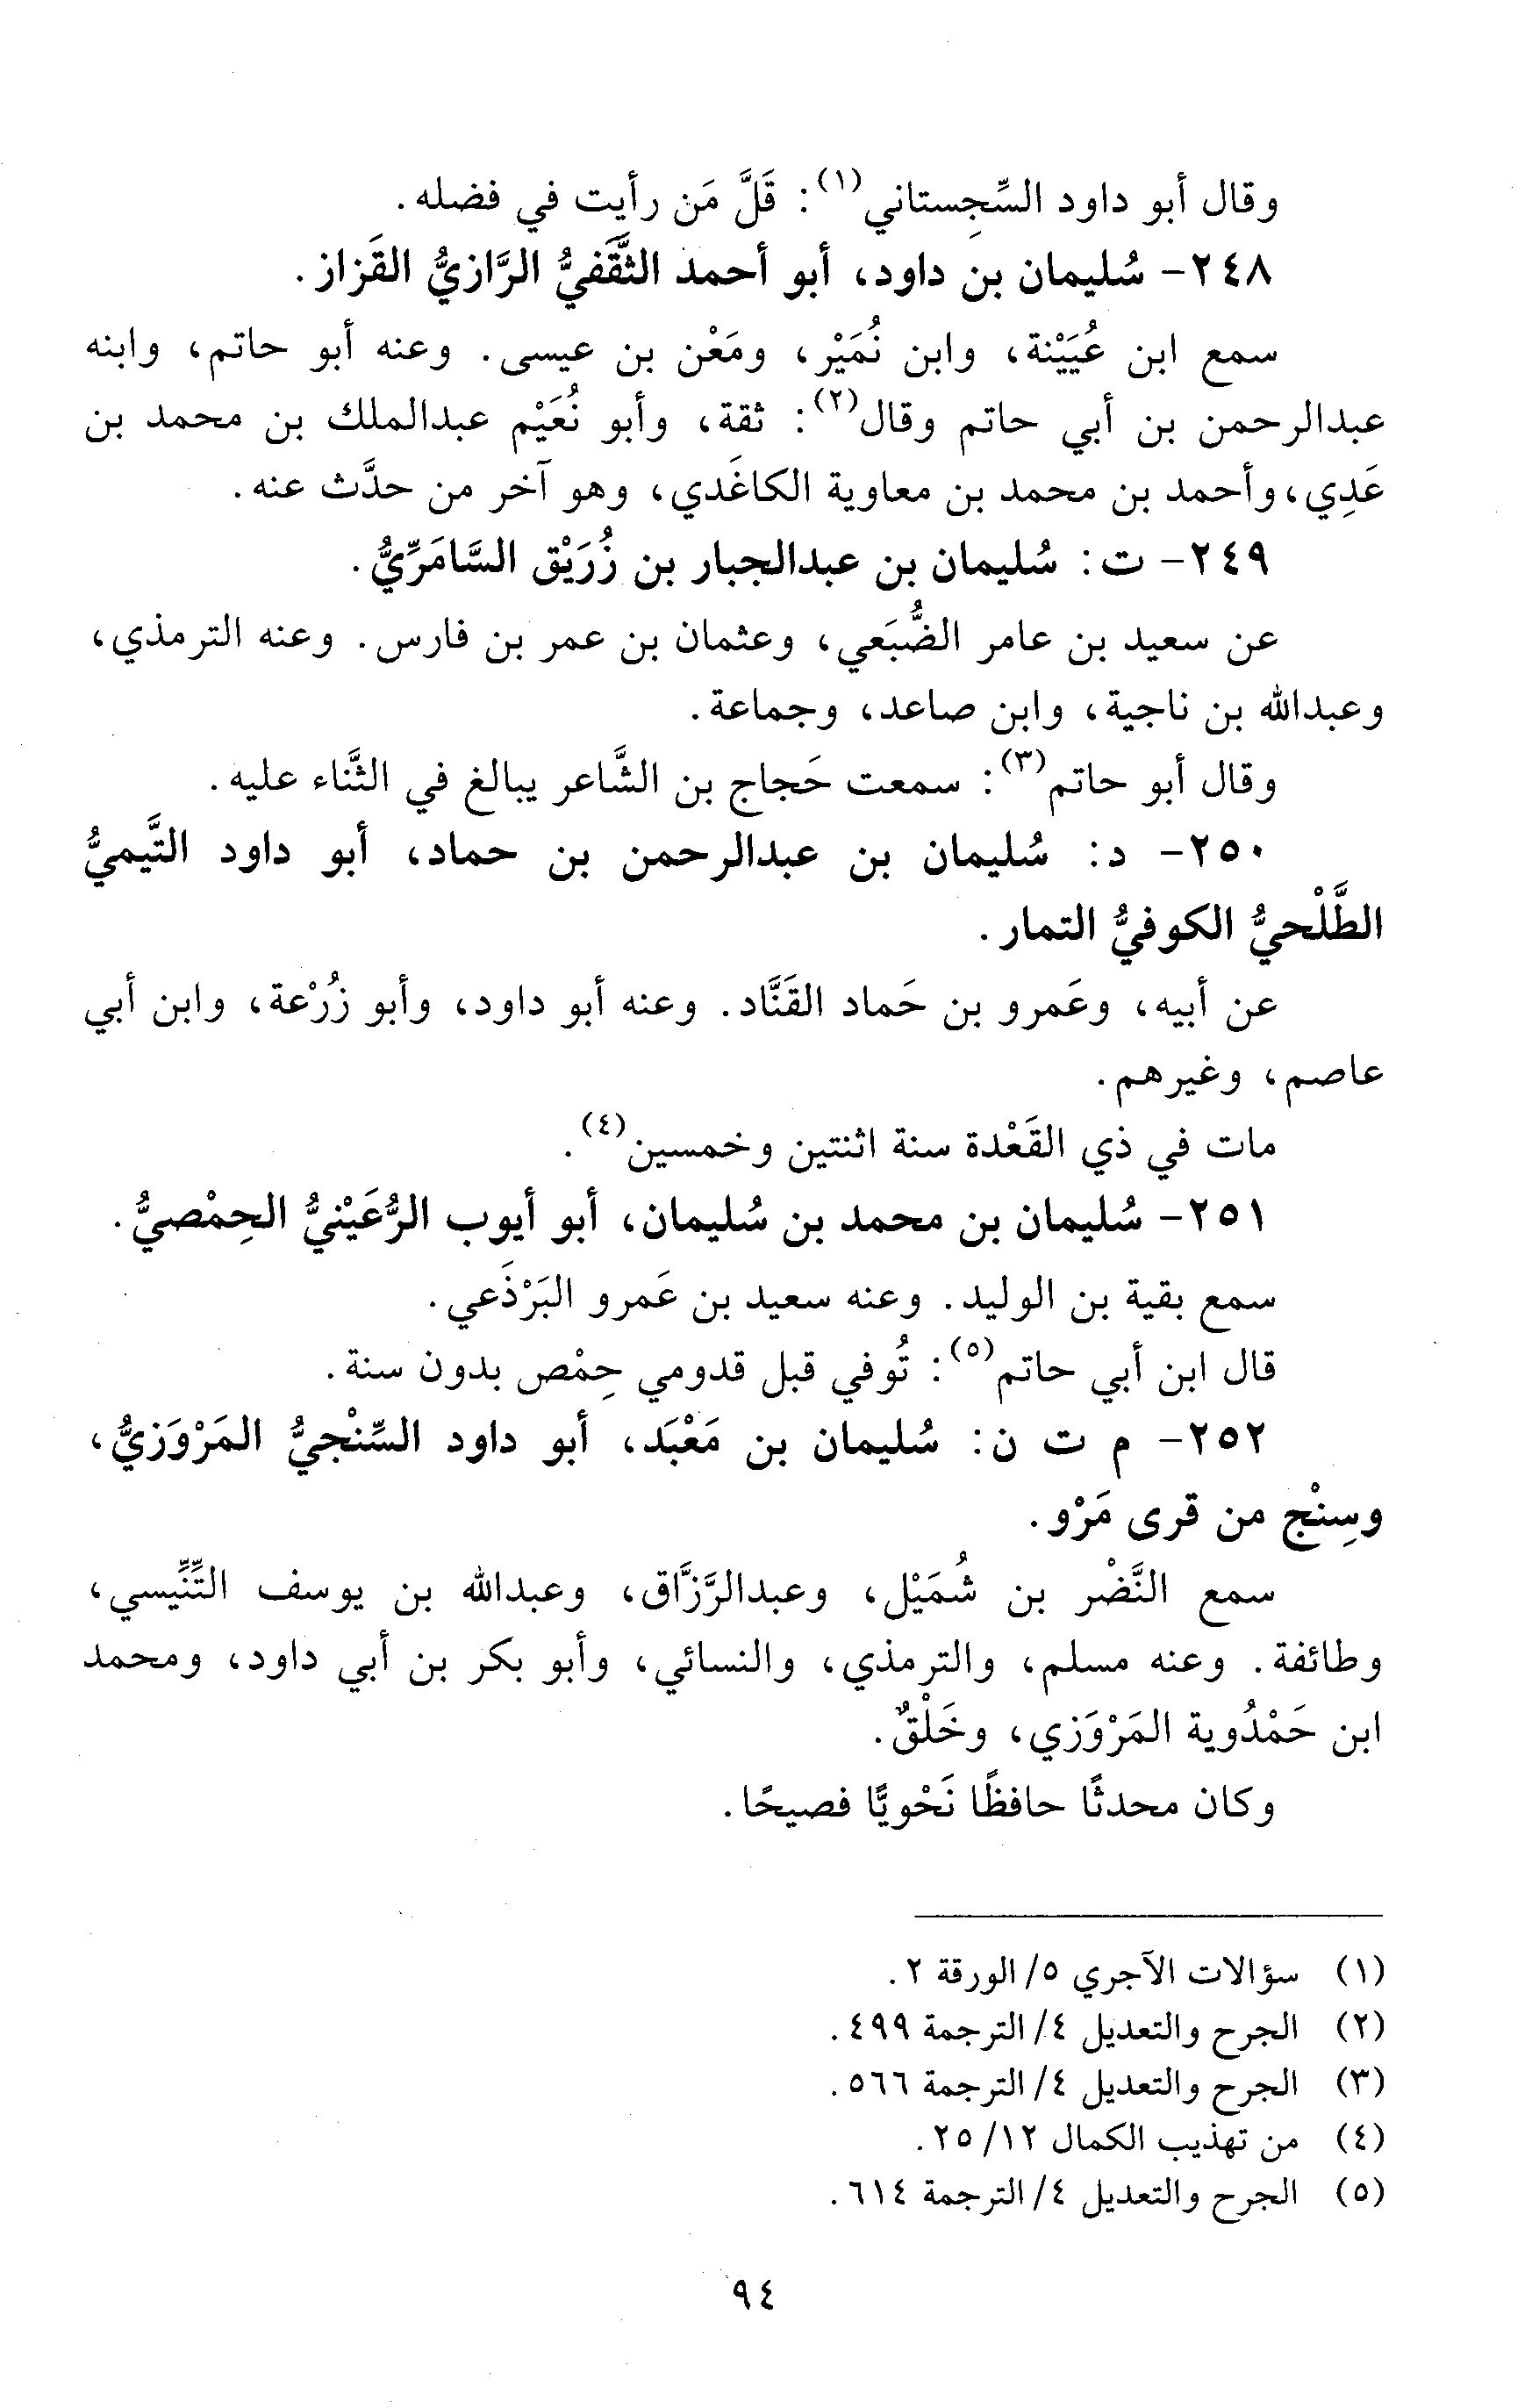 وقال أبو داود السِّجِستاني(١): قَلَّ مَن رأيت في فضله.
٢٤٨- سُليمان بن داود، أبو أحمد الثَّقَفيُّ الرَّازيُّ القَزاز.
سمع ابن عُيَيْنة، وابن نُمَيْر، ومَعْن بن عيسى. وعنه أبو حاتم، وابنه
عبدالرحمن بن أبي حاتم وقال(٢): ثقة، وأبو نُعَيْم عبدالملك بن محمد بن
عَدِي، وأحمد بن محمد بن معاوية الكاغَدي، وهو آخر من حدَّث عنه.
٢٤٩- ت: سُليمان بن عبدالجبار بن زُرَيْق السَّامَرِّيُّ.
عن سعيد بن عامر الضُّبَعي، وعثمان بن عمر بن فارس. وعنه الترمذي،
وعبدالله بن ناجية، وابن صاعد، وجماعة.
وقال أبو حاتم(٣): سمعت حَجاج بن الشَّاعر يبالغ في الثَّناء عليه.
٢٥٠- د: سُليمان بن عبدالرحمن بن حماد، أبو داود التَّيميُّ
الطَّلْحيُّ الكوفيُّ التمار.
عن أبيه، وعَمرو بن حَماد القَنَّاد. وعنه أبو داود، وأبو زُرْعة، وابن أبي
عاصم، وغيرهم.
مات في ذي القَعْدة سنة اثنتين وخمسين(٤).
٢٥١- سُليمان بن محمد بن سُليمان، أبو أيوب الرُّعَيْنيُّ الحِمْصيُّ.
سمع بقية بن الوليد. وعنه سعيد بن عَمرو البَرْذَعي.
قال ابن أبي حاتم(٥): تُوفي قبل قدومي حِمْص بدون سنة.
٢٥٢- م ت ن: سُليمان بن مَعْبَد، أبو داود السِّنْجيُّ المَرْوَزيُّ،
وسِنْج من قرى مَرْو.
سمع النَّضْر بن شُمَيْل، وعبدالرَّزَّاق، وعبدالله بن يوسف التِّنِّيسي،
وطائفة. وعنه مسلم، والترمذي، والنسائي، وأبو بكر بن أبي داود، ومحمد
ابن حَمْدُوية المَرْوَزي، وخَلْقٌ.
وكان محدثًا حافظًا نَحْويًّا فصيحًا.
(١) سؤالات الآجري ٥/ الورقة ٢.
(٢) الجرح والتعديل ٤/ الترجمة ٤٩٩.
(٣) الجرح والتعديل ٤/ الترجمة ٥٦٦.
(٤) من تهذيب الكمال ١٢/ ٢٥.
(٥) الجرح والتعديل ٤/ الترجمة ٦١٤.
٩٤